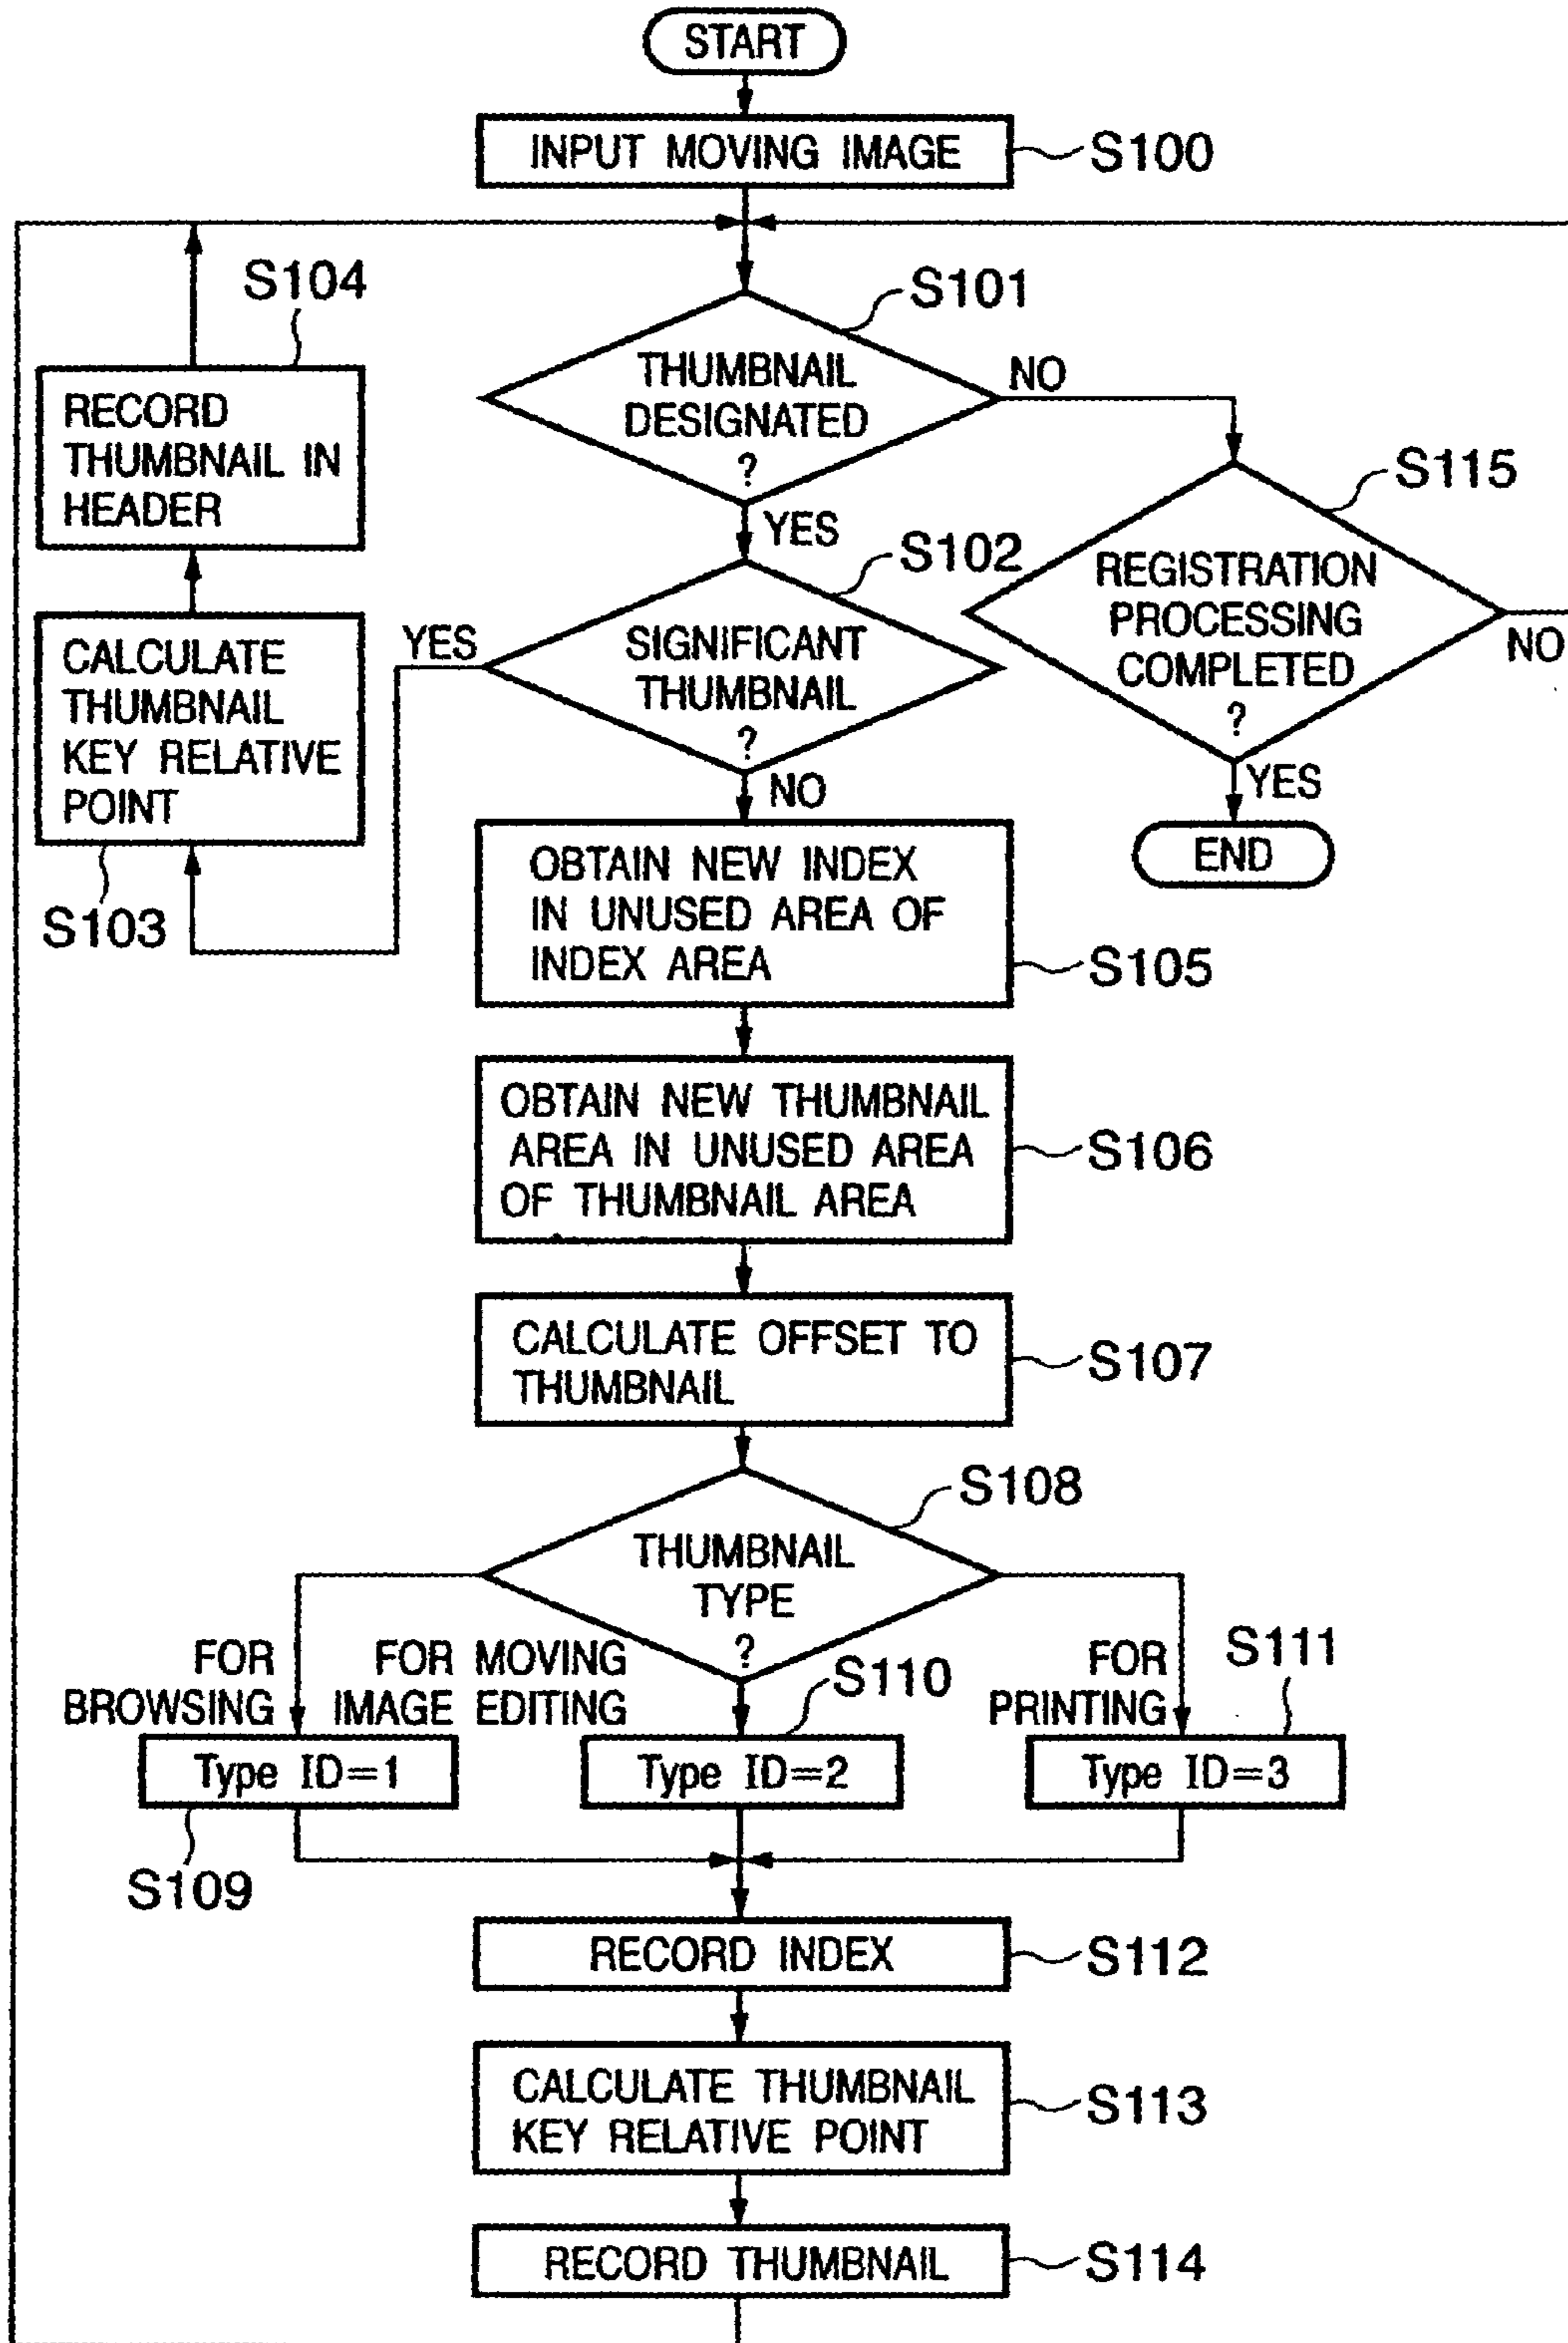 START
INPUT MOVING IMAGE
S100
S104
S101
THUMBNAIL
DESIGNATED
?
NO
YES
RECORD
THUMBNAIL IN
HEADER
S115
REGISTRATION
PROCESSING
COMPLETED
?
NO
YES
END
S102
SIGNIFICANT
THUMBNAIL
?
YES
NO
CALCULATE
THUMBNAIL
KEY RELATIVE
POINT
S103
OBTAIN NEW INDEX
IN UNUSED AREA OF
INDEX AREA
S105
OBTAIN NEW THUMBNAIL
AREA IN UNUSED AREA
OF THUMBNAIL AREA
S106
CALCULATE OFFSET TO
THUMBNAIL
S107
S108
THUMBNAIL
TYPE
?
FOR
BROWSING
FOR MOVING
IMAGE EDITING
S110
FOR
PRINTING
S111
Type ID=1
Type ID=2
Type ID=3
S109
RECORD INDEX
S112
CALCULATE THUMBNAIL
KEY RELATIVE POINT
S113
RECORD THUMBNAIL
S114